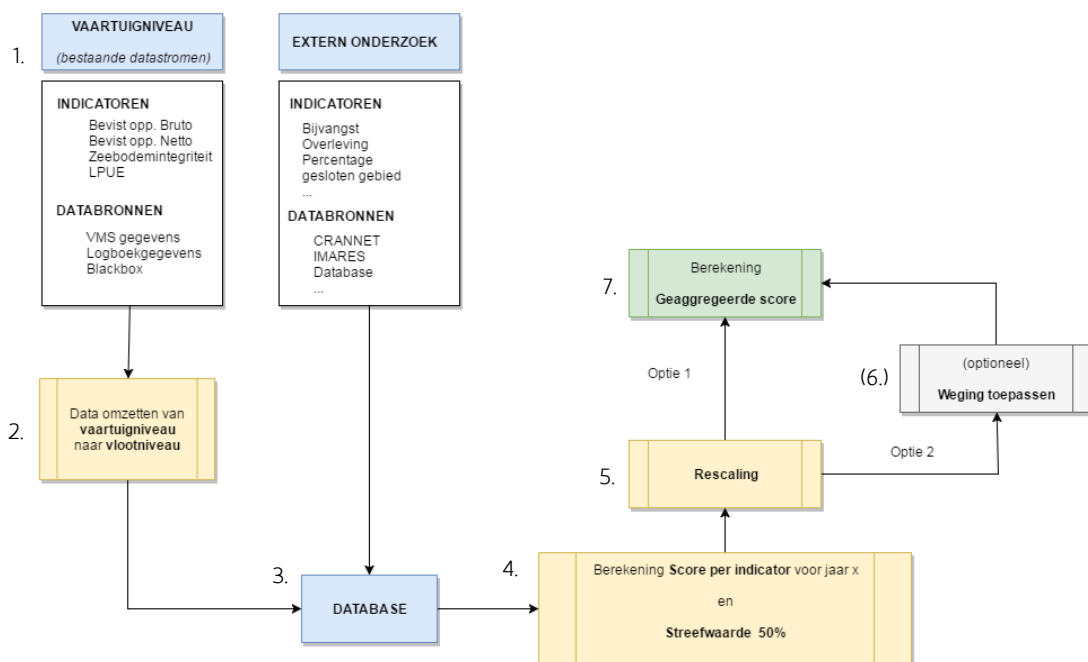 1.
VAARTUIGNIVEAU
(bestaande datastromen)
INDICATOREN
Bevist opp. Bruto
Bevist opp. Netto
Zeebodemintegriteit
LPUE
DATABRONNEN
VMS gegevens
Logboekgegevens
Blackbox
EXTERN ONDERZOEK
INDICATOREN
Bijvangst
Overleving
Percentage
gesloten gebied
...
DATABRONNEN
CRANNET
IMARES
Database
...
2.
Data omzetten van
vaartuigniveau
naar vlootniveau
3.
DATABASE
4.
Berekening Score per indicator voor jaar x
en
Streefwaarde 50%
5.
Rescaling
Optie 1
Optie 2
(6.)
(optioneel)
Weging toepassen
7.
Berekening
Geaggregeerde score